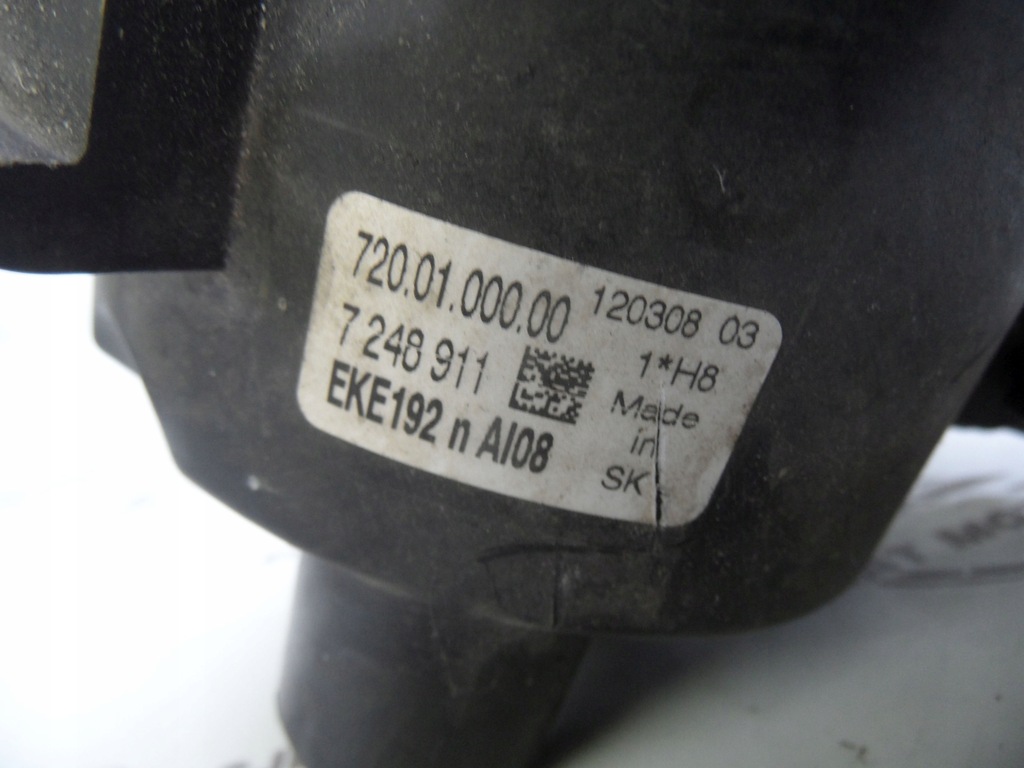 720.01.000.00 120308 03
7 248 911 1*H8
EKE192 n AI08 Made
in
SK